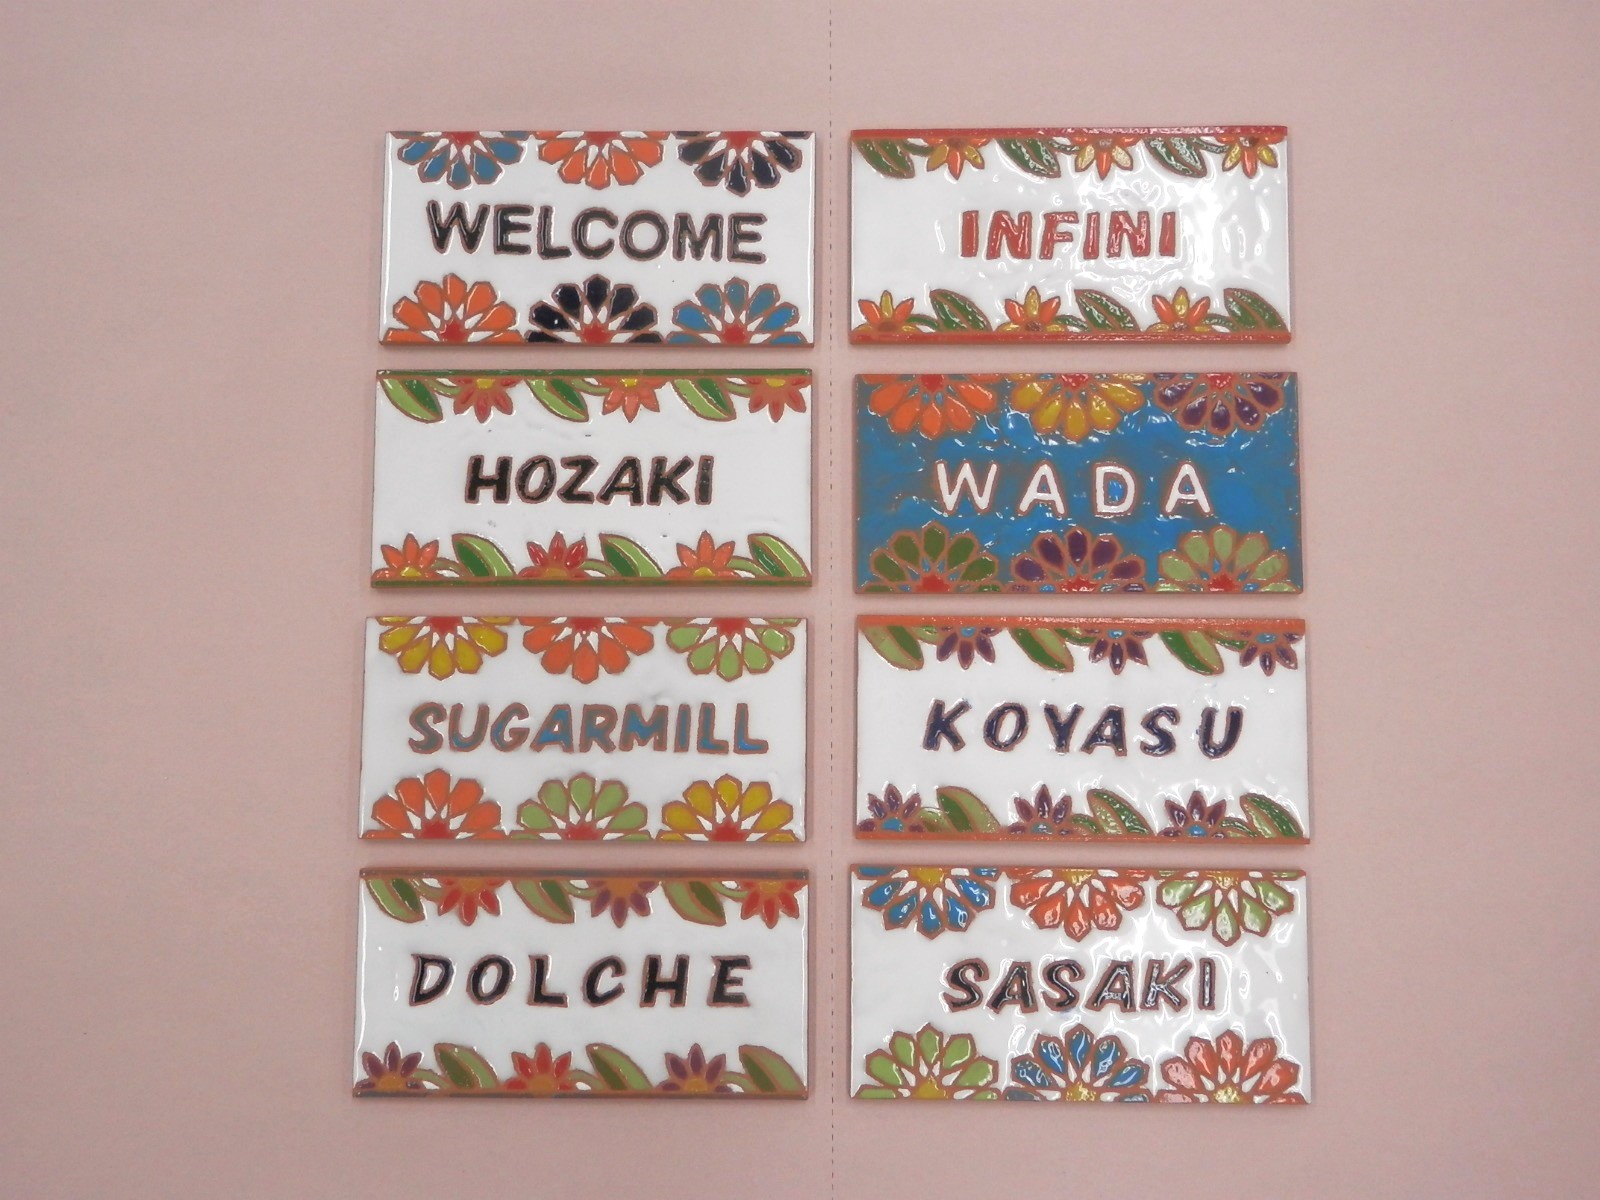 WELCOME
INFINI
HOZAKI
WADA
SUGARMILL
KOYASU
DOLCHE
SASAKI